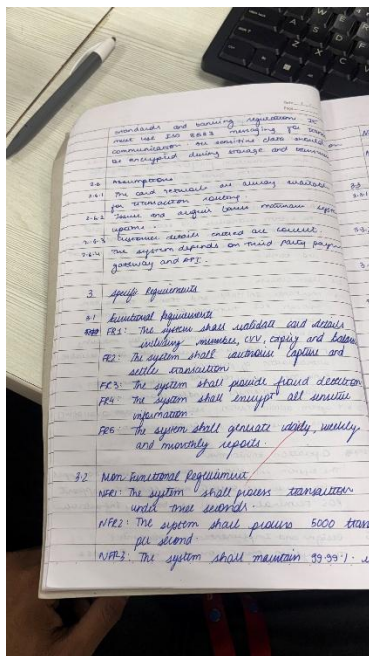 standards and banking regulation It
must use ISO 8583 messaging for
communication All sensitive data should
be encrypted during storage and
2.6 Assumptions
2.6.1 The card networks are always available
for transaction routing
2.6.2 Issuer and acquirer banks maintain
uptime.
2.6.3 Customer details entered are correct.
2.6.4 The system depends on third party
gateway and API.
3 Specific Requirements
3.1 Functional Requirements
FR1: The system shall validate card details
including number, CVV, expiry and balance
FR2: The system shall authorise capture and
settle transaction
FR3: The system shall provide fraud detection
FR4: The system shall encrypt all sensitive
information
FR5: The system shall generate daily, weekly
and monthly reports.
3.2 Non Functional Requirement
NFR1: The system shall process transaction
under three seconds.
NFR2: The system shall process 5000
per second
NFR3: The system shall maintain 99.99%.